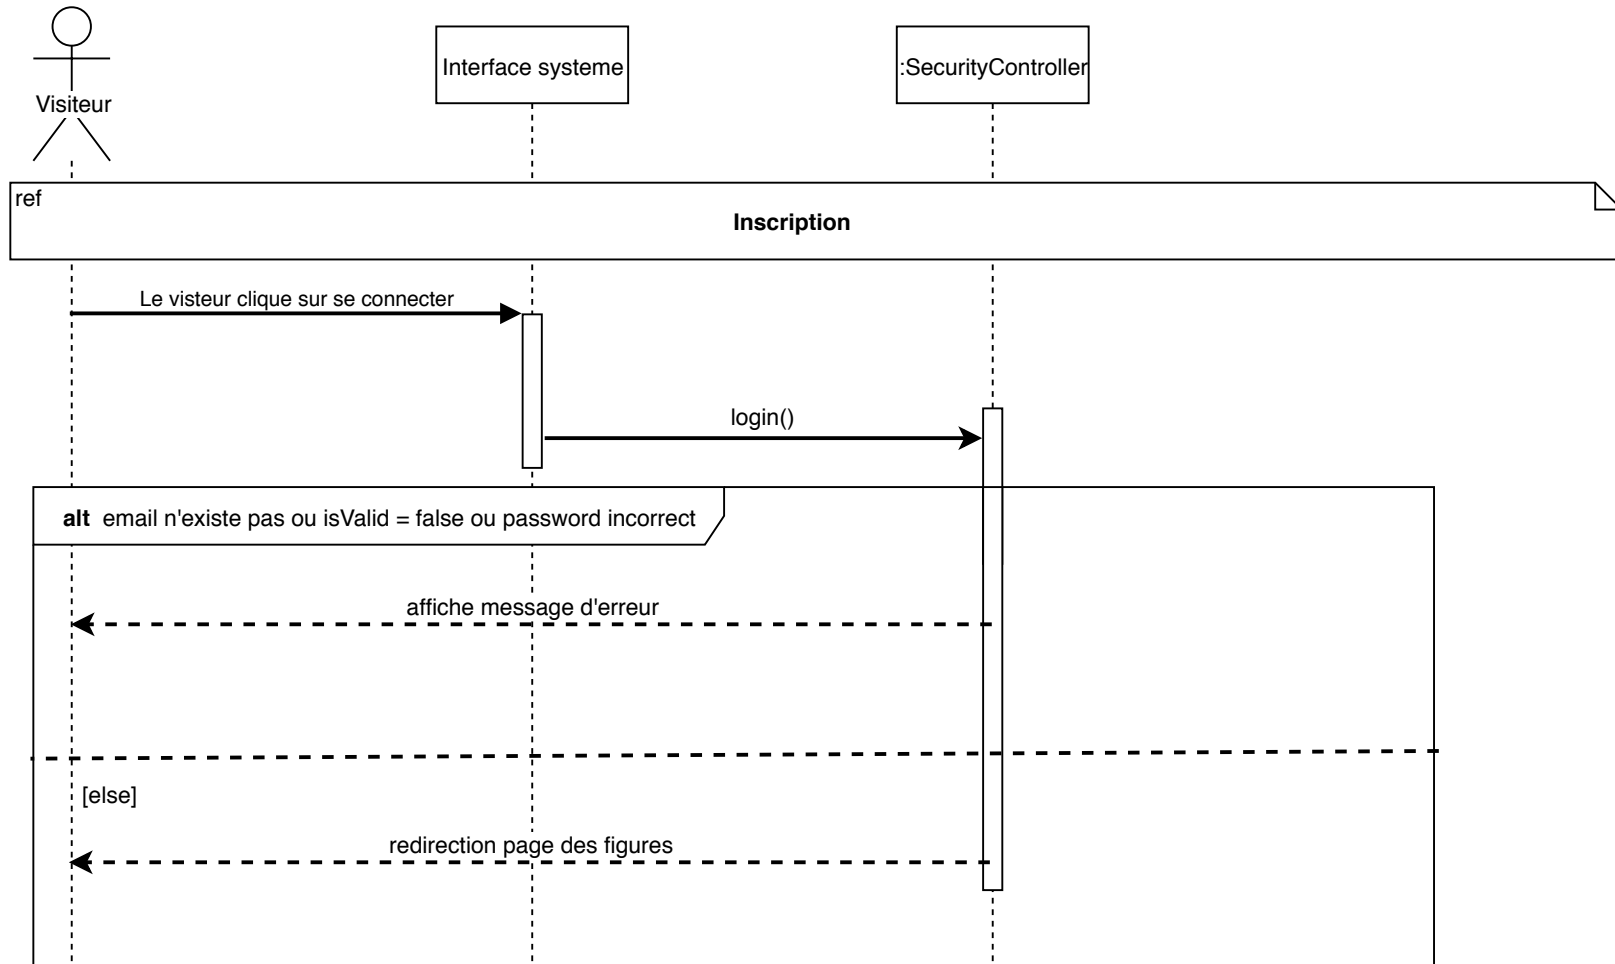 Visiteur
Interface systeme
:SecurityController
ref
Inscription
Le visteur clique sur se connecter
login()
alt email n'existe pas ou isValid = false ou password incorrect
affiche message d'erreur
[else]
redirection page des figures